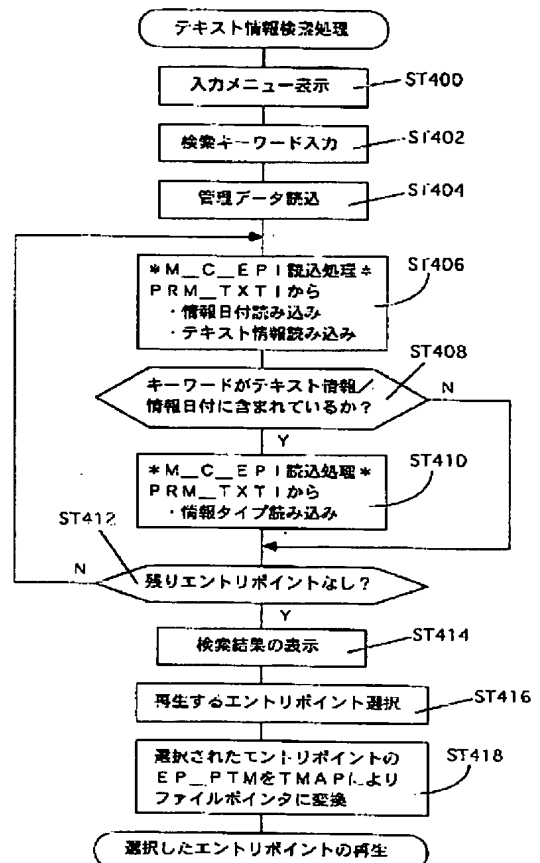 テキスト情報検索処理
入力メニュー表示
ST400
検索キーワード入力
ST402
管理データ読込
ST404
*M__C__EPI読込処理*
PRM__TXTIから
・情報日付読み込み
・テキスト情報読み込み
ST406
キーワードがテキスト情報/
情報日付に含まれているか?
ST408
N
Y
*M__C__EPI読込処理*
PRM__TXTIから
・情報タイプ読み込み
ST410
ST412
N
残りエントリポイントなし?
Y
検索結果の表示
ST414
再生するエントリポイント選択
ST416
選択されたエントリポイントの
EP__PTMをTMAPにより
ファイルポインタに変換
ST418
選択したエントリポイントの再生